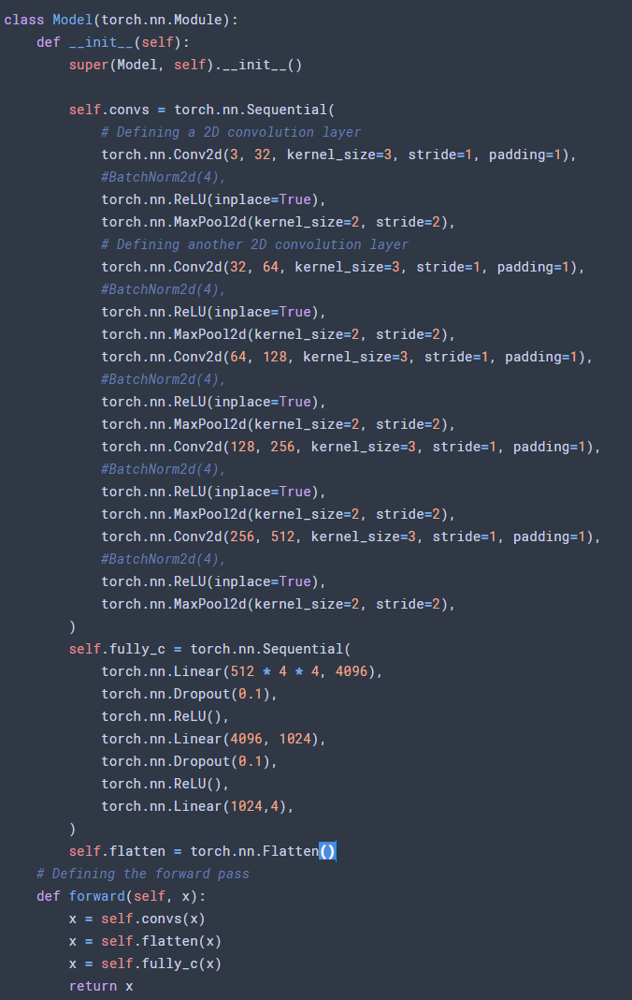 class Model(torch.nn.Module):
    def __init__(self):
        super(Model, self).__init__()

        self.convs = torch.nn.Sequential(
            # Defining a 2D convolution layer
            torch.nn.Conv2d(3, 32, kernel_size=3, stride=1, padding=1),
            #BatchNorm2d(4),
            torch.nn.ReLU(inplace=True),
            torch.nn.MaxPool2d(kernel_size=2, stride=2),
            # Defining another 2D convolution layer
            torch.nn.Conv2d(32, 64, kernel_size=3, stride=1, padding=1),
            #BatchNorm2d(4),
            torch.nn.ReLU(inplace=True),
            torch.nn.MaxPool2d(kernel_size=2, stride=2),
            torch.nn.Conv2d(64, 128, kernel_size=3, stride=1, padding=1),
            #BatchNorm2d(4),
            torch.nn.ReLU(inplace=True),
            torch.nn.MaxPool2d(kernel_size=2, stride=2),
            torch.nn.Conv2d(128, 256, kernel_size=3, stride=1, padding=1),
            #BatchNorm2d(4),
            torch.nn.ReLU(inplace=True),
            torch.nn.MaxPool2d(kernel_size=2, stride=2),
            torch.nn.Conv2d(256, 512, kernel_size=3, stride=1, padding=1),
            #BatchNorm2d(4),
            torch.nn.ReLU(inplace=True),
            torch.nn.MaxPool2d(kernel_size=2, stride=2),
        )
        self.fully_c = torch.nn.Sequential(
            torch.nn.Linear(512 * 4 * 4, 4096),
            torch.nn.Dropout(0.1),
            torch.nn.ReLU(),
            torch.nn.Linear(4096, 1024),
            torch.nn.Dropout(0.1),
            torch.nn.ReLU(),
            torch.nn.Linear(1024,4),
        )
        self.flatten = torch.nn.Flatten()
    # Defining the forward pass
    def forward(self, x):
        x = self.convs(x)
        x = self.flatten(x)
        x = self.fully_c(x)
        return x